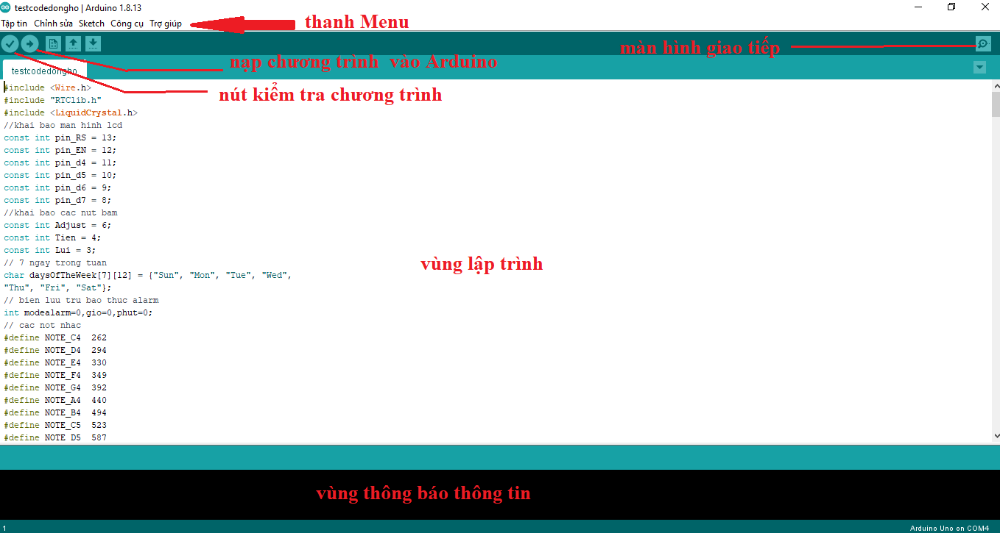 testcodedongho | Arduino 1.8.13
Tập tin Chỉnh sửa Sketch Công cụ Trợ giúp
thanh Menu
màn hình giao tiếp
nạp chương trình vào Arduino
testcodedongho
nút kiểm tra chương trình
#include <Wire.h>
#include "RTClib.h"
#include <LiquidCrystal.h>
//khai bao man hinh lcd
const int pin_RS = 13;
const int pin_EN = 12;
const int pin_d4 = 11;
const int pin_d5 = 10;
const int pin_d6 = 9;
const int pin_d7 = 8;
//khai bao cac nut bam
const int Adjust = 6;
const int Tien = 4;
const int Lui = 3;
// 7 ngay trong tuan
vùng lập trình
char daysOfTheWeek[7][12] = {"Sun", "Mon", "Tue", "Wed",
"Thu", "Fri", "Sat"};
// bien luu tru bao thuc alarm
int modealarm=0,gio=0,phut=0;
// cac not nhac
#define NOTE_C4 262
#define NOTE_D4 294
#define NOTE_E4 330
#define NOTE_F4 349
#define NOTE_G4 392
#define NOTE_A4 440
#define NOTE_B4 494
#define NOTE_C5 523
#define NOTE_D5 587
vùng thông báo thông tin
1
Arduino Uno on COM4